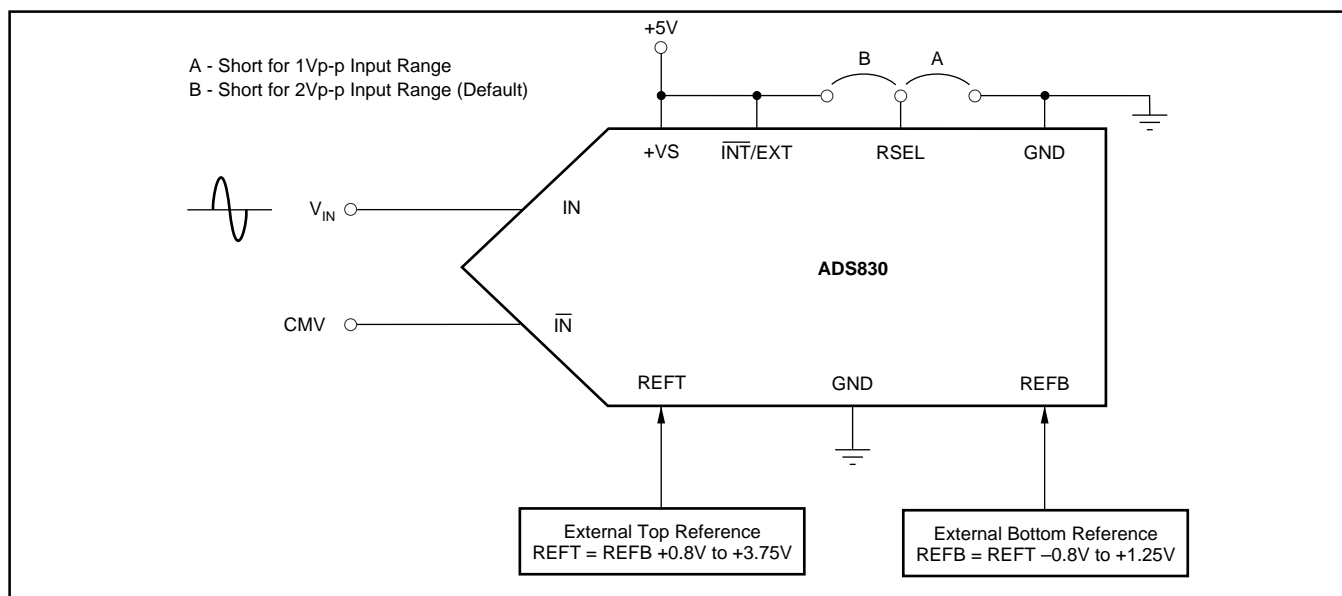 +5V
A - Short for 1Vp-p Input Range
B - Short for 2Vp-p Input Range (Default)
B
A
+VS
INT/EXT
RSEL
GND
VIN
IN
ADS830
CMV
IN
REFT
GND
REFB
External Top Reference
REFT = REFB +0.8V to +3.75V
External Bottom Reference
REFB = REFT –0.8V to +1.25V